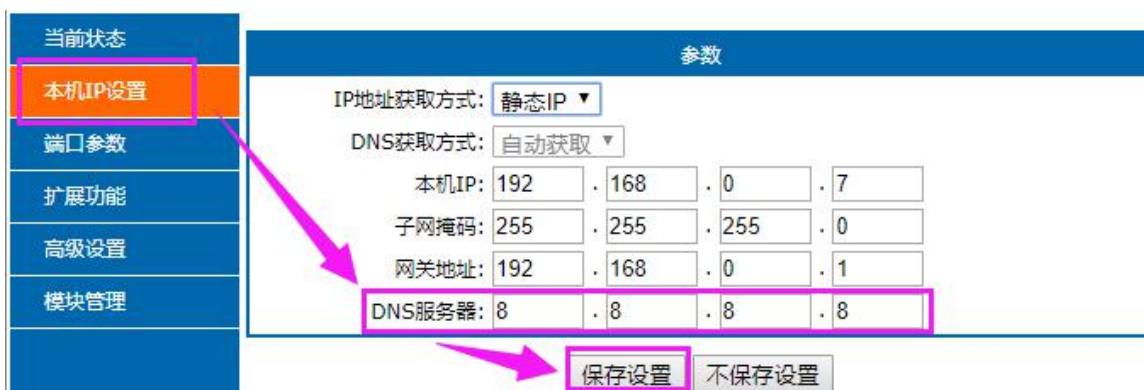 当前状态
本机IP设置
端口参数
扩展功能
高级设置
模块管理
参数
IP地址获取方式: 静态IP
DNS获取方式: 自动获取
本机IP: 192 . 168 . 0 . 7
子网掩码: 255 . 255 . 255 . 0
网关地址: 192 . 168 . 0 . 1
DNS服务器: 8 . 8 . 8 . 8
保存设置 不保存设置